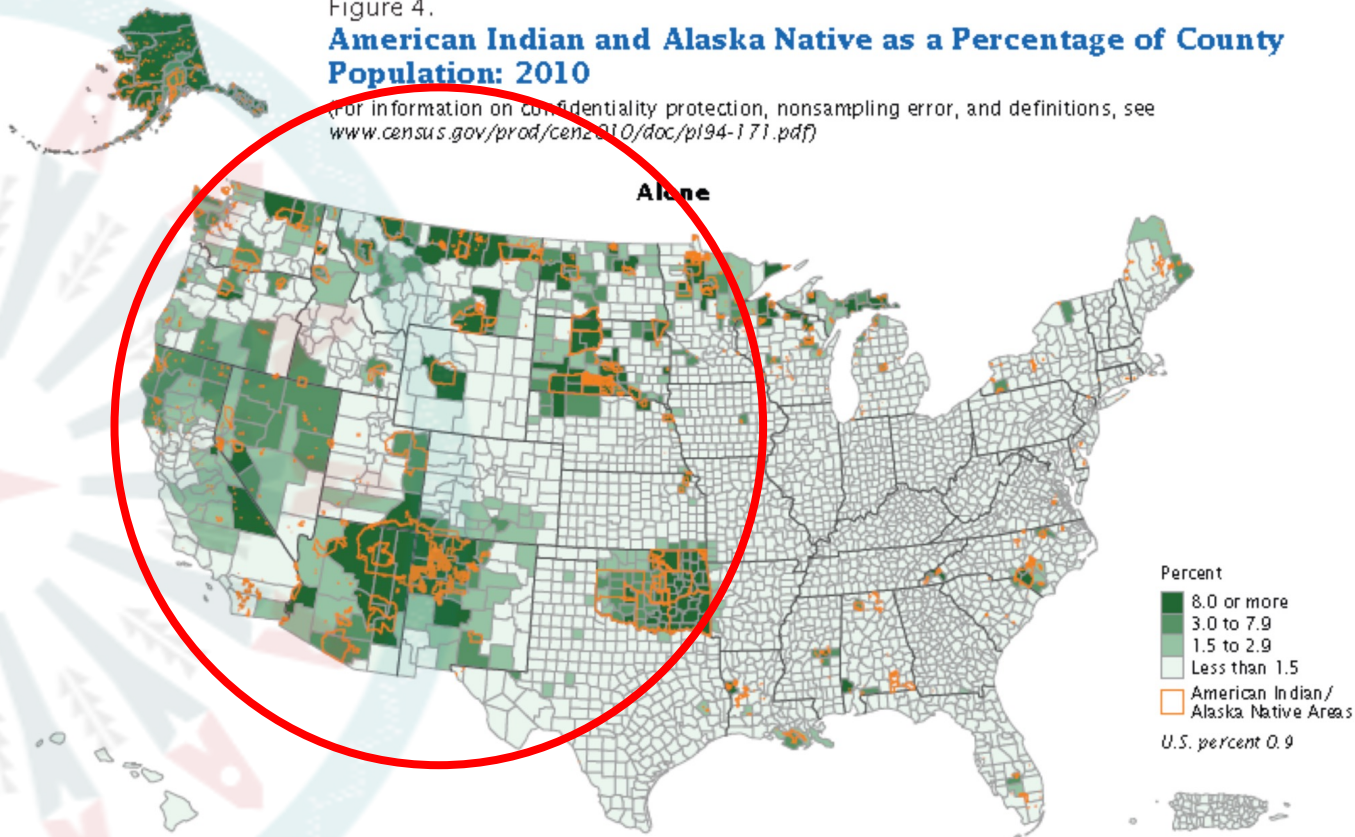 Figure 4.
American Indian and Alaska Native as a Percentage of County
Population: 2010
(For information on confidentiality protection, nonsampling error, and definitions, see
www.census.gov/prod/cen2010/doc/pl94-171.pdf)
Alone
Percent
8.0 or more
3.0 to 7.9
1.5 to 2.9
Less than 1.5
American Indian/
Alaska Native Areas
U.S. percent 0.9